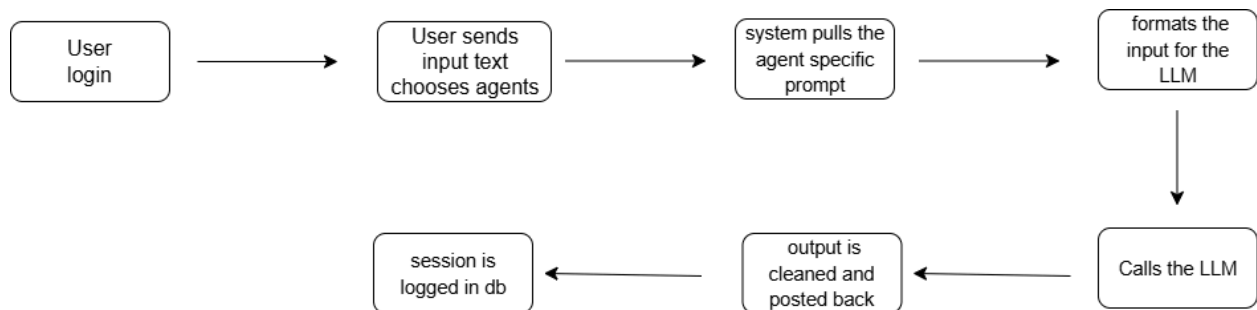 User
login
User sends
input text
chooses agents
system pulls the
agent specific
prompt
formats the
input for the
LLM
Calls the LLM
output is
cleaned and
posted back
session is
logged in db